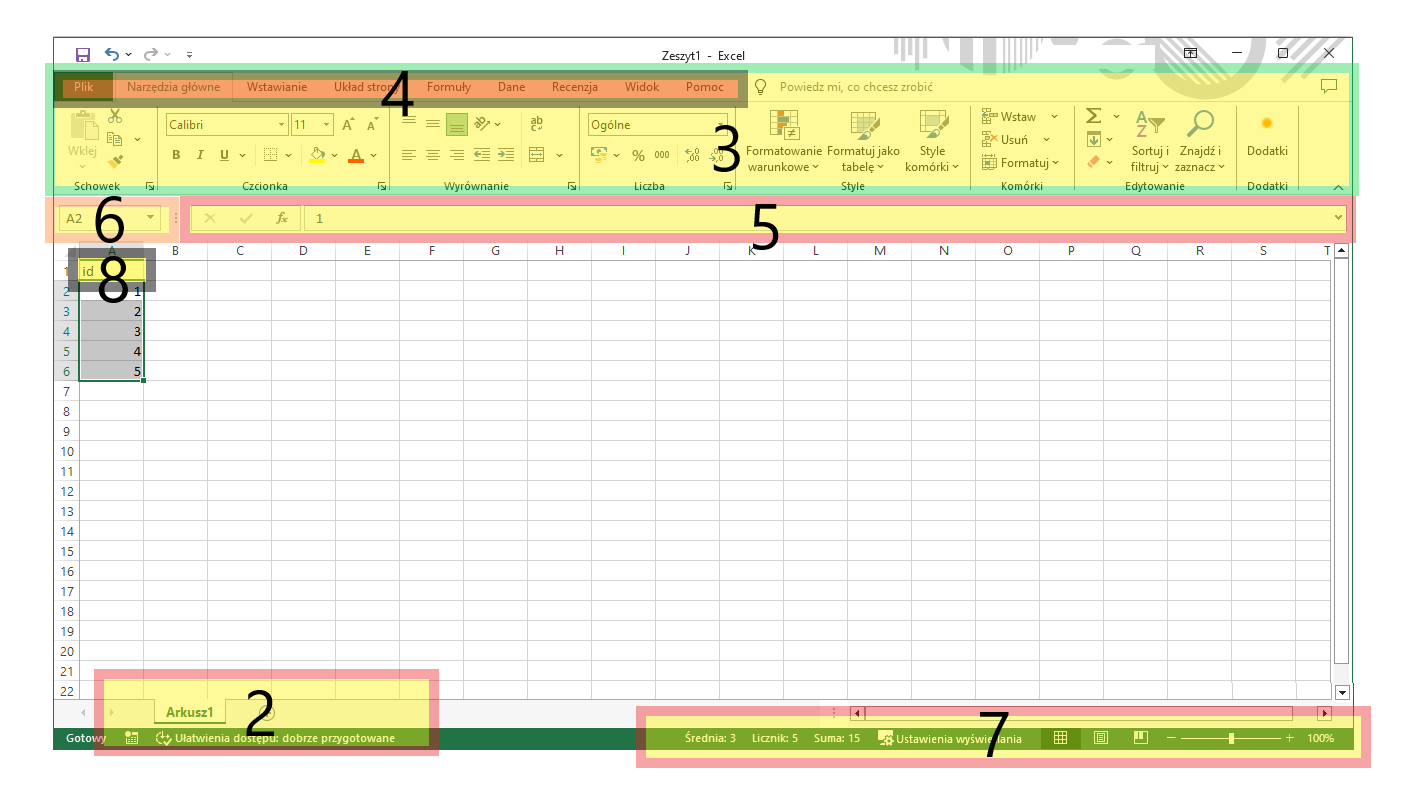 Zeszyt1 - Excel
Plik Narzędzia główne Wstawianie Układ strony Formuły Dane Recenzja Widok Pomoc Powiedz mi, co chcesz zrobić
4
Wklej
Calibri 11 A A
ab
c
Ogólne
B I U A
% 000
3
Formatowanie warunkowe
Formatuj jako tabelę
Style komórki
Wstaw
Usuń
Formatuj
Σ
A
Z
Sortuj i filtruj
Znajdź i zaznacz
Dodatki
Schowek Czcionka Wyrównanie Liczba Style Komórki Edytowanie Dodatki
A2 6 fx 1 5
A B C D E F G H I J K L M N O P Q R S T
1 id
8
2 1
3 2
4 3
5 4
6 5
7
8
9
10
11
12
13
14
15
16
17
18
19
20
21
22
Arkusz1 2
Gotowy Ułatwienia dostępu: dobrze przygotowane Średnia: 3 Licznik: 5 Suma: 15 Ustawienia wyświetlania 7 100%